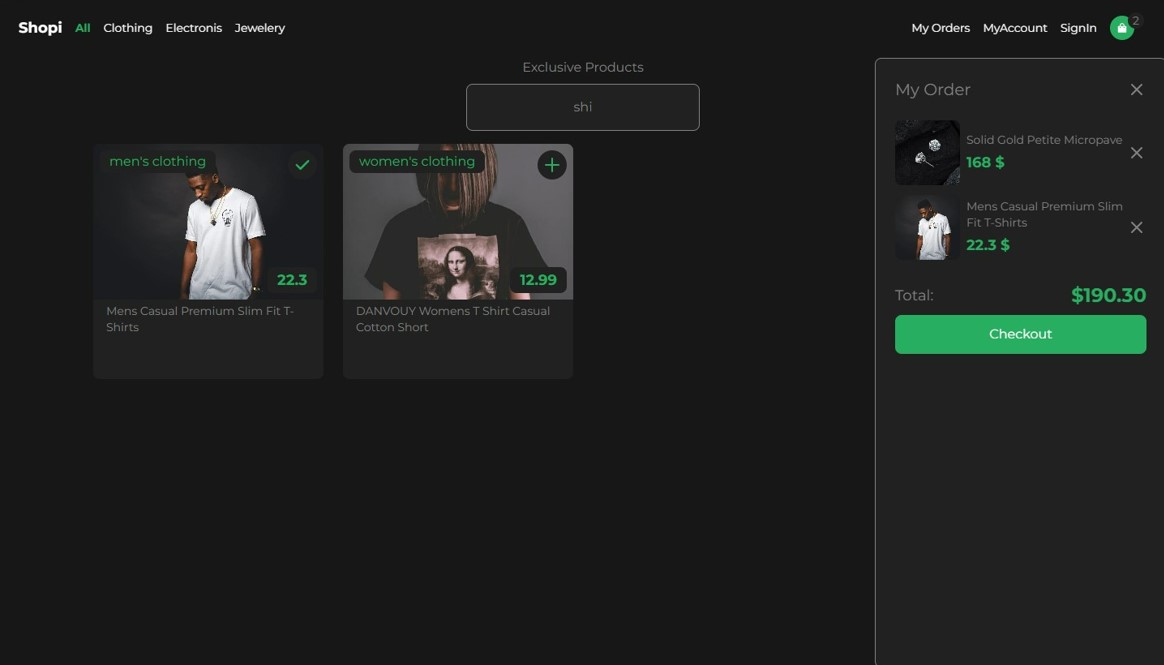 Shopi All Clothing Electronis Jewelery My Orders MyAccount SignIn 2
Exclusive Products
shi
men's clothing
22.3
Mens Casual Premium Slim Fit T-
Shirts
women's clothing
12.99
DANVOUY Womens T Shirt Casual
Cotton Short
My Order
Solid Gold Petite Micropave
168 $
Mens Casual Premium Slim
Fit T-Shirts
22.3 $
Total: $190.30
Checkout